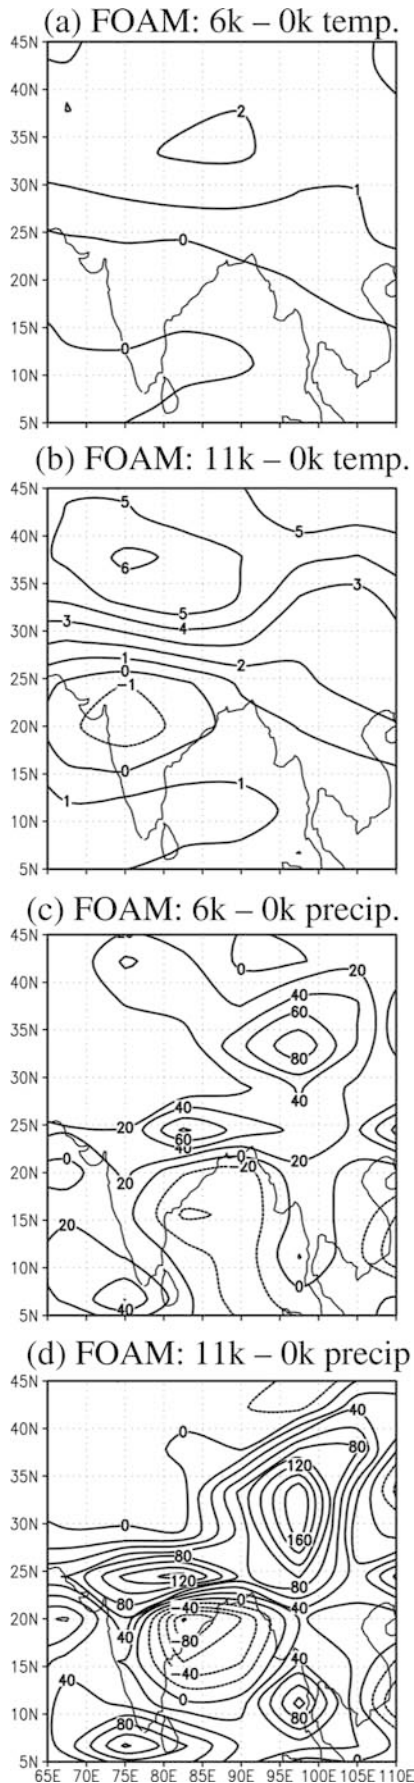 (a) FOAM: 6k – 0k temp.
45N
40N
2
35N
30N
1
25N
0
20N
15N
0
10N
5N
(b) FOAM: 11k – 0k temp.
45N
5
5
40N
6
35N
3
5
3
4
30N
1
2
0
25N
-1
20N
15N
0
1
1
10N
5N
(c) FOAM: 6k – 0k precip.
45N
20
0
20
40N
40
60
35N
80
30N
40
40
25N
20
60
40
20
0
0
-20
20N
20
20
15N
10N
0
40
5N
(d) FOAM: 11k – 0k precip
45N
40
0
40N
80
120
35N
30N
0
160
80
25N
120
80
80
0
-40
40
20N
40
-80
40
15N
-40
40
0
10N
80
80
5N
0
65E 70E 75E 80E 85E 90E 95E 100E 105E 110E